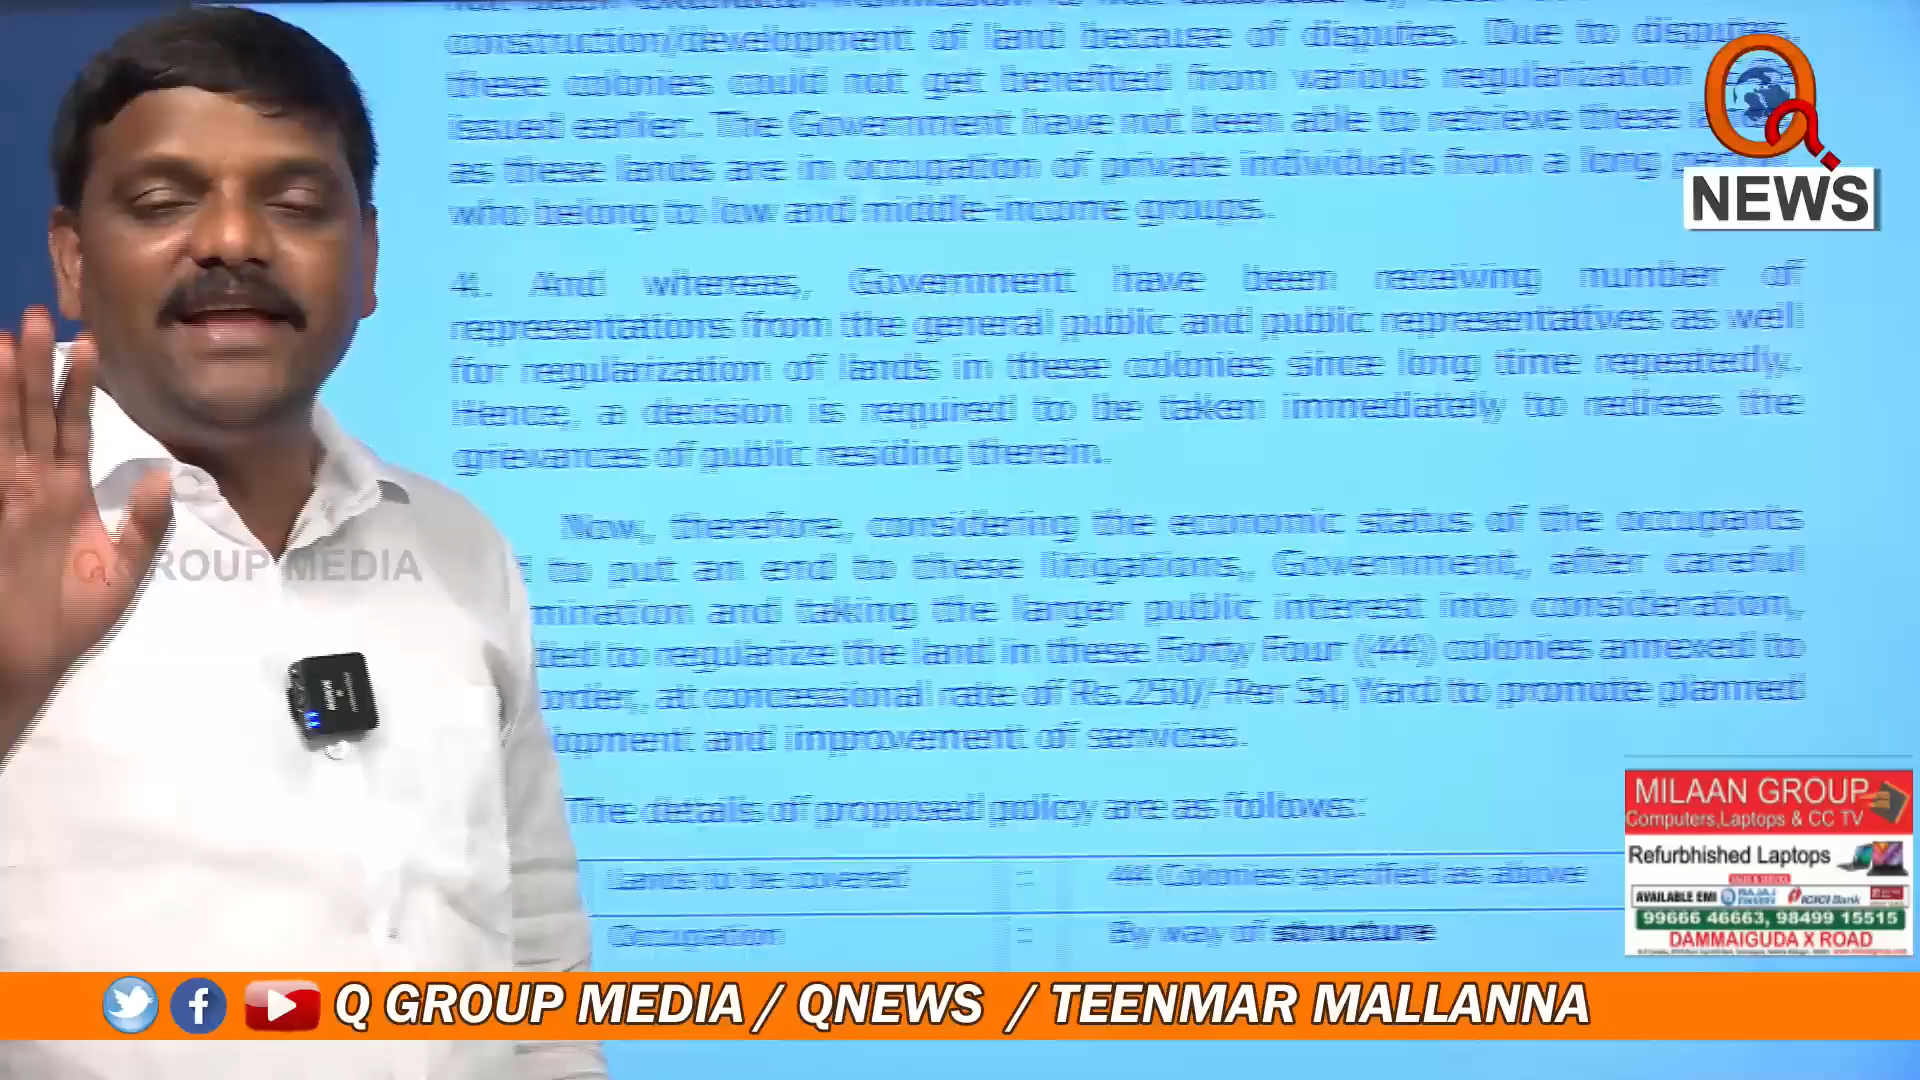 construction/development of land because of disputes. Due to disputes,
these colonies could not get benefited from various regularization
issued earlier. The Government have not been able to retrieve these
as these lands are in occupation of private individuals from a long period
who belong to low and middle-income groups.
4. And whereas, Government have been receiving number of
representations from the general public and public representatives as well
for regularization of lands in these colonies since long time repeatedly.
Hence, a decision is required to be taken immediately to redress the
grievances of public residing therein.
Now, therefore, considering the economic status of the occupants
to put an end to these litigations, Government, after careful
mination and taking the larger public interest into consideration,
ted to regularize the land in these Forty Four (44) colonies annexed to
order, at concessional rate of Rs.250/-Per Sq Yard to promote planned
lopment and improvement of services.
The details of proposed policy are as follows:
Lands to be covered : 44 Colonies specified as above
Occupation : By way of structure
Q
NEWS
Q GROUP MEDIA
MILAAN GROUP
Computers,Laptops & CC TV
Refurbhished Laptops
SALES & SERVICE
AVAILABLE EMI BAJAJ ICICI Bank
99666 46663, 98499 15515
DAMMAIGUDA X ROAD
Q GROUP MEDIA / QNEWS / TEENMAR MALLANNA